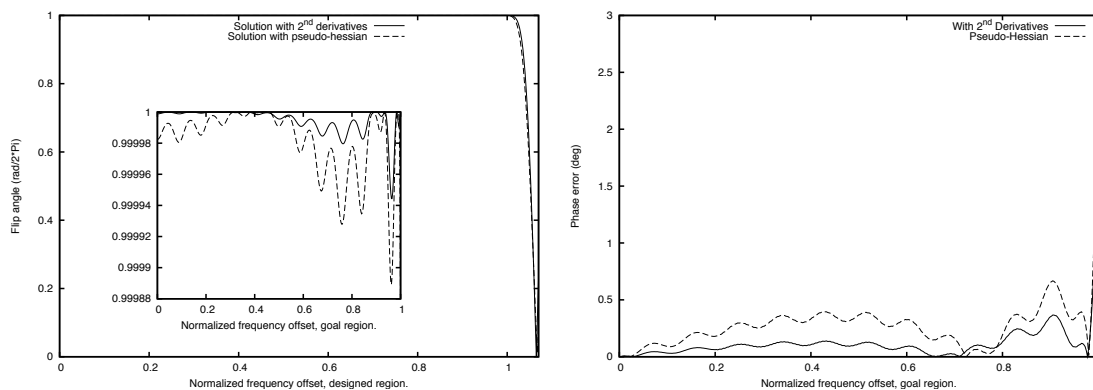 1
0.8
0.6
0.4
0.2
0
0 0.2 0.4 0.6 0.8 1
Flip angle (rad/2*Pi)
Normalized frequency offset, designed region.
Solution with 2nd derivatives
Solution with pseudo-hessian
1
0.99998
0.99996
0.99994
0.99992
0.9999
0.99988
0 0.2 0.4 0.6 0.8 1
Normalized frequency offset, goal region.
3
2.5
2
1.5
1
0.5
0
0 0.2 0.4 0.6 0.8
Phase error (deg)
Normalized frequency offset, goal region.
With 2nd Derivatives
Pseudo-Hessian